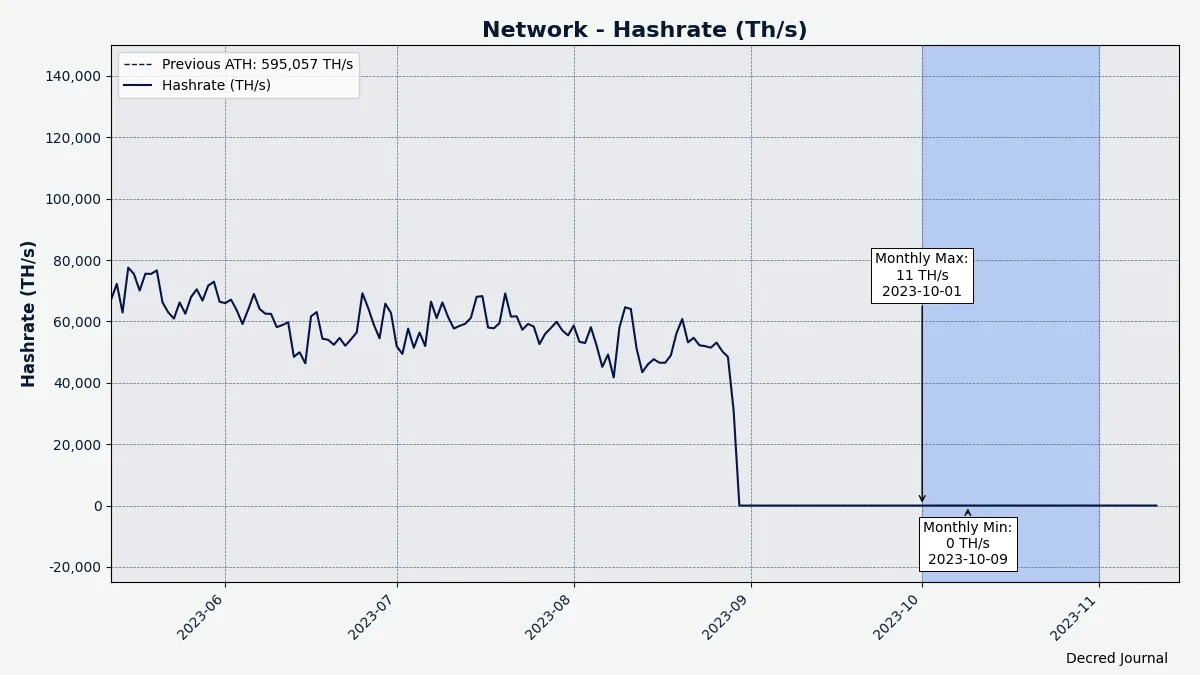 Network - Hashrate (Th/s)
Previous ATH: 595,057 TH/s
Hashrate (TH/s)
Hashrate (TH/s)
140,000
120,000
100,000
80,000
60,000
40,000
20,000
0
-20,000
Monthly Max:
11 TH/s
2023-10-01
Monthly Min:
0 TH/s
2023-10-09
2023-06
2023-07
2023-08
2023-09
2023-10
2023-11
Decred Journal